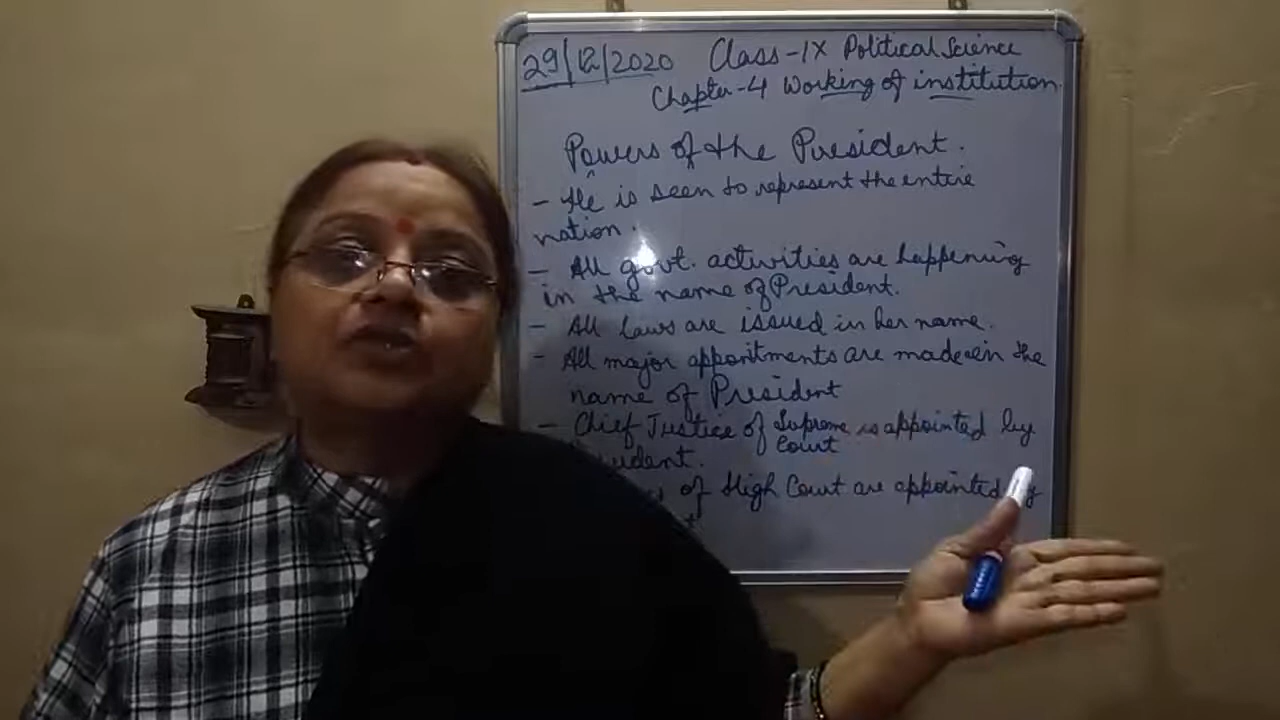 29/12/2020 Class-IX Political Science
Chapter-4 Working of institution.
Powers of the President.
- He is seen to represent the entire
nation.
- All govt. activities are happening
in the name of President.
- All laws are issued in her name.
- All major appointments are made in the
name of President
- Chief Justice of Supreme is appointed by
Court
of High Court are appointed